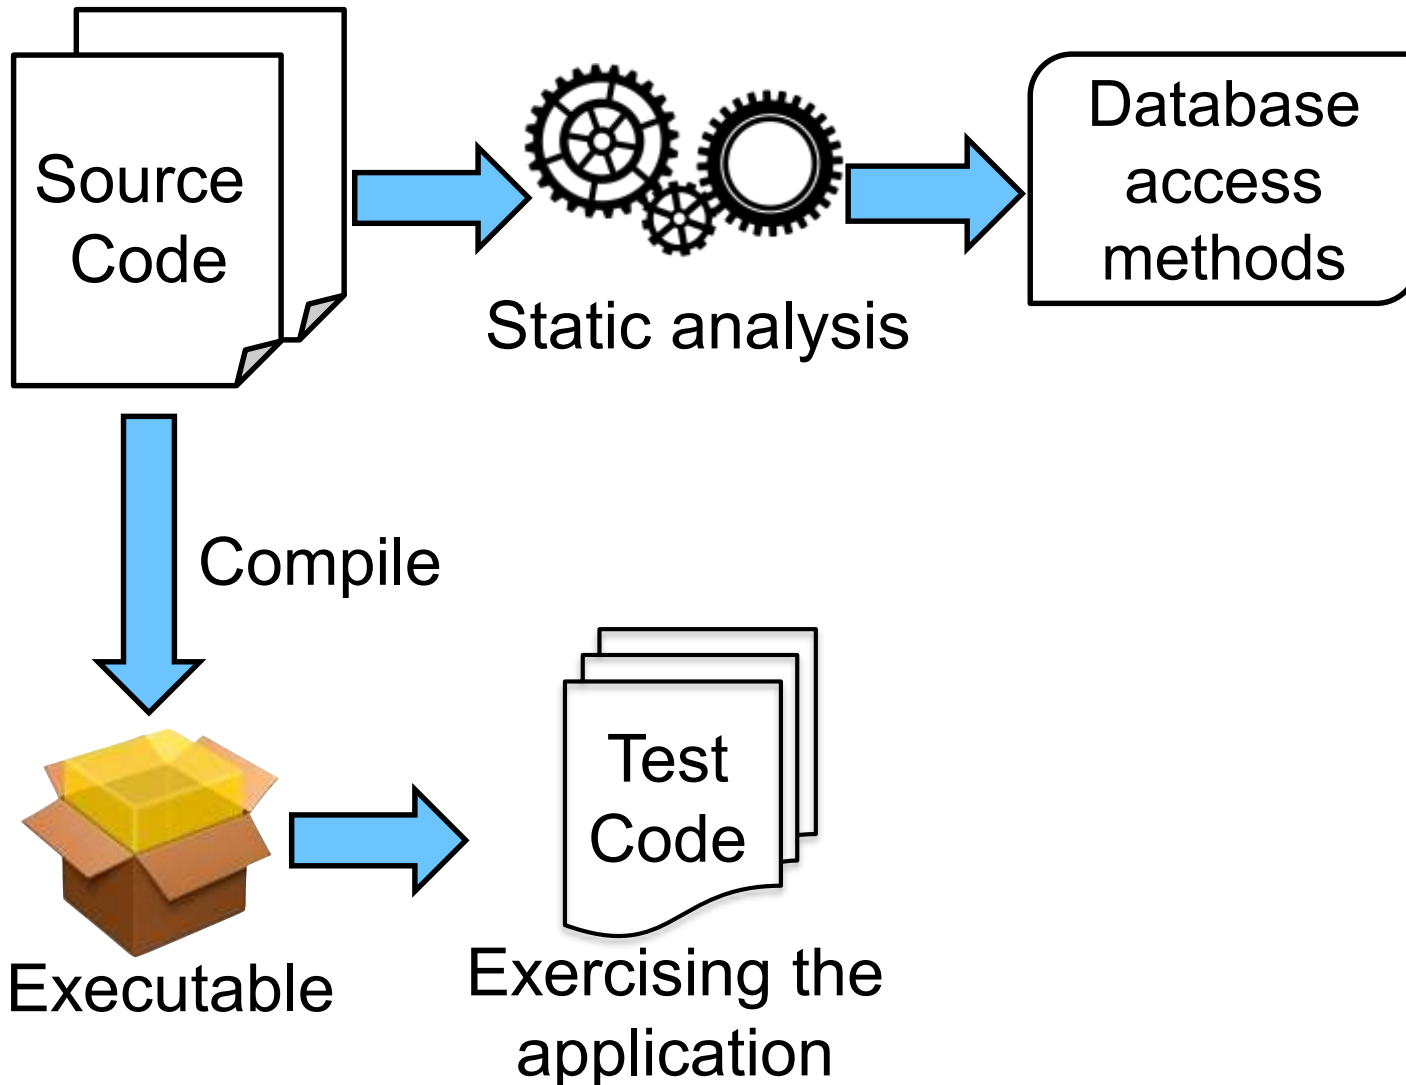 Source
Code
Static analysis
Database
access
methods
Compile
Executable
Test
Code
Exercising the
application